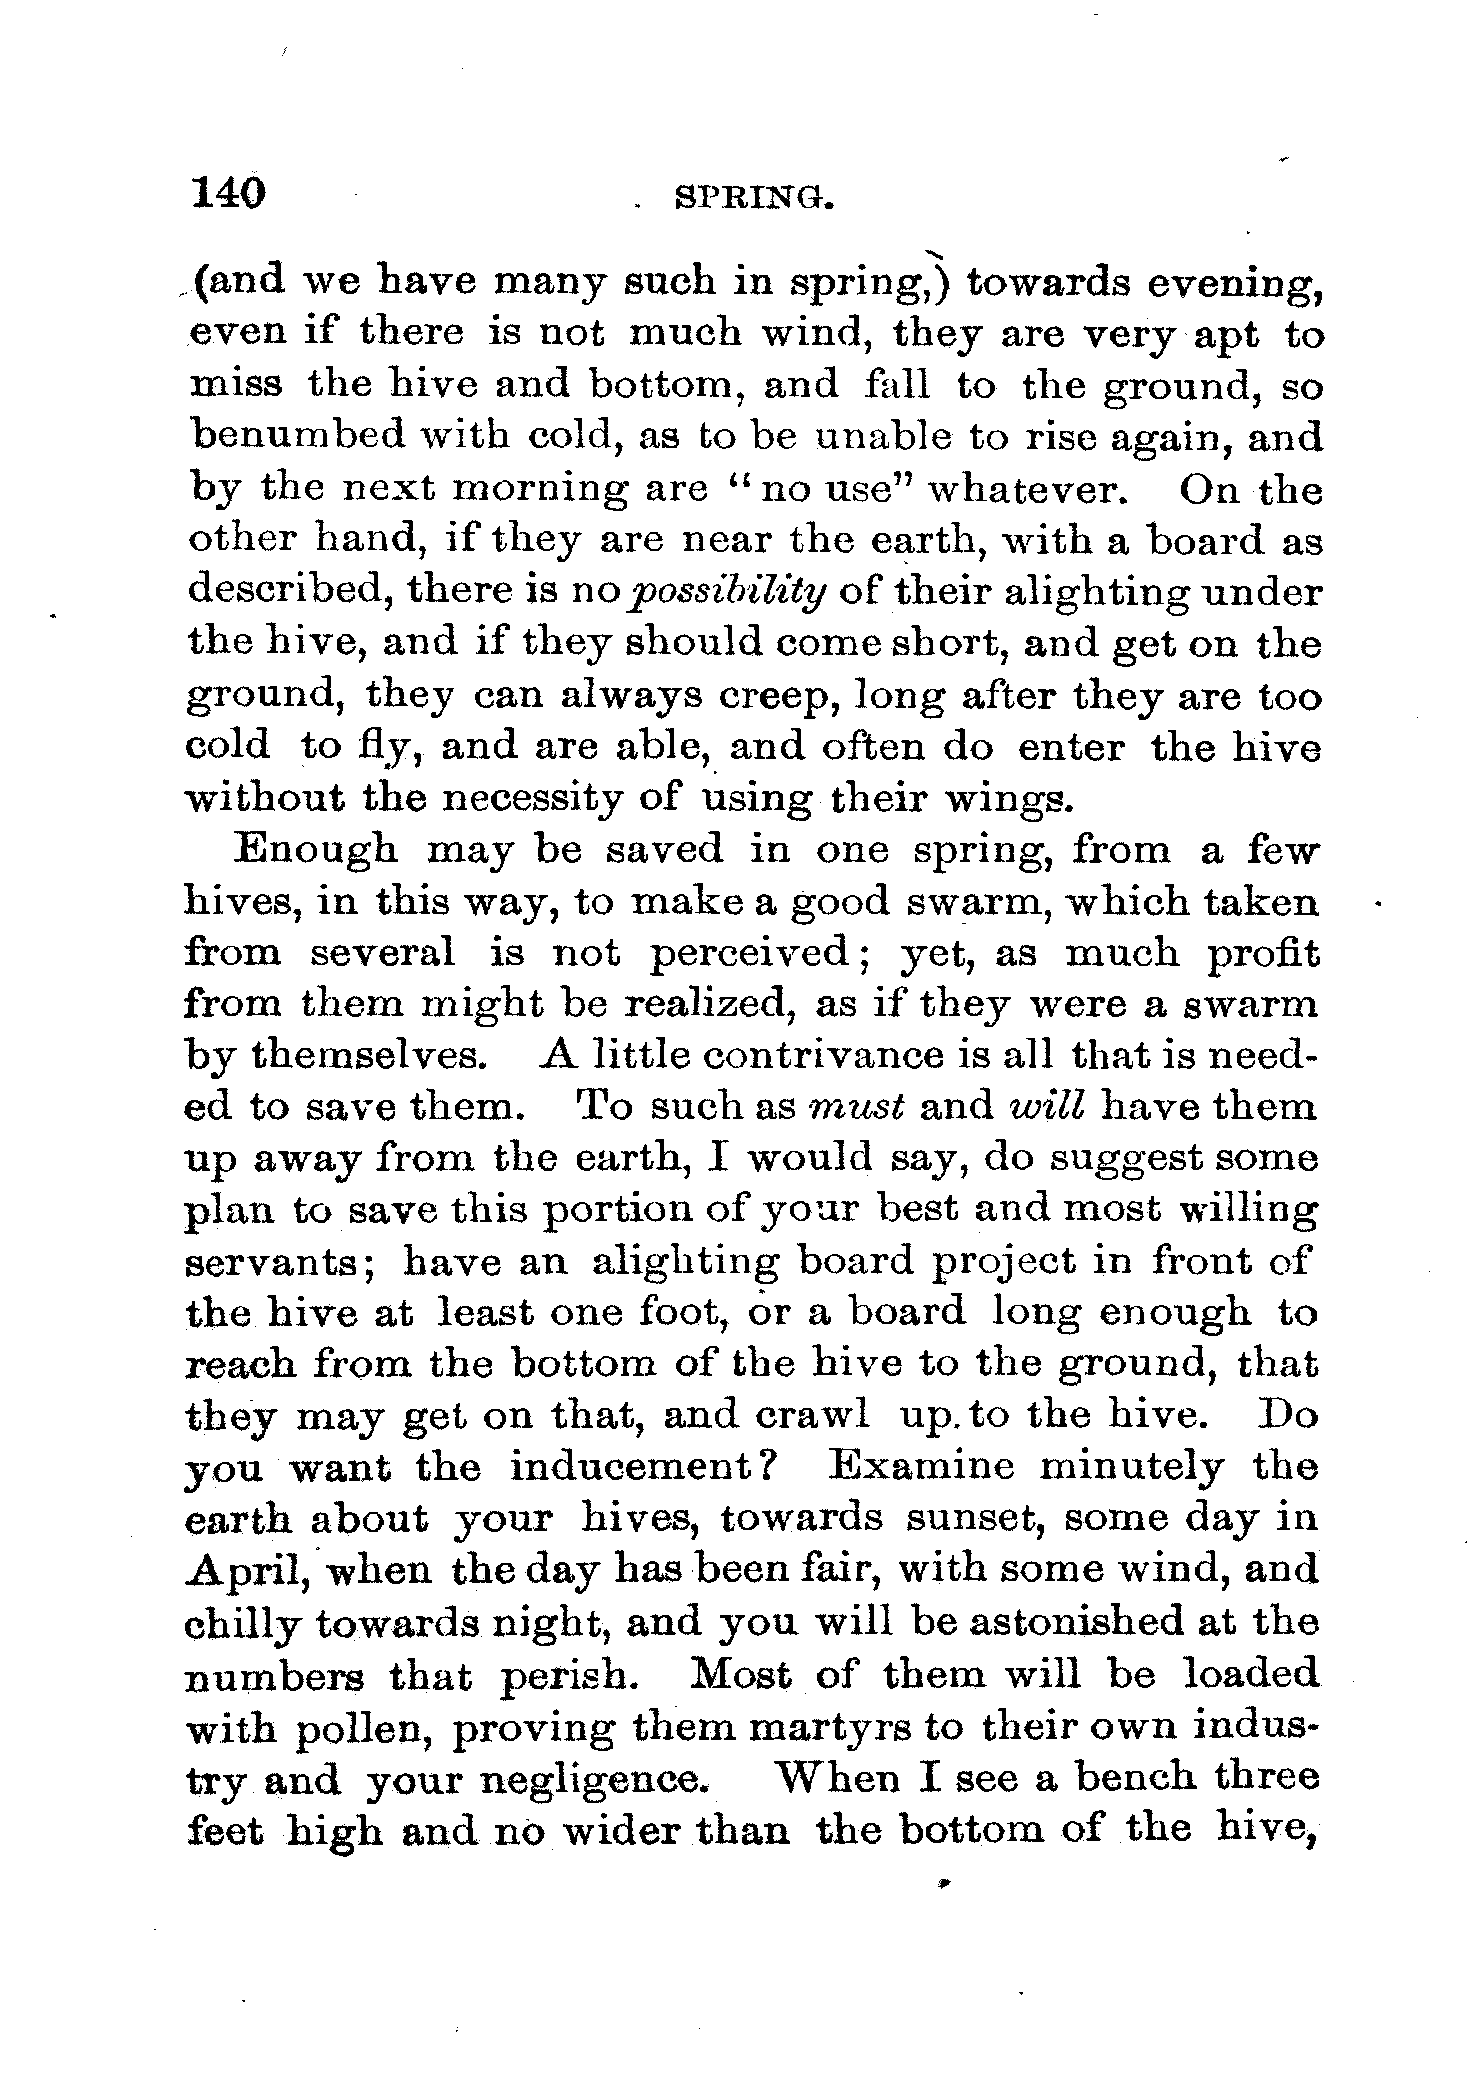 140 SPRING.
(and we have many such in spring,) towards evening,
even if there is not much wind, they are very apt to
miss the hive and bottom, and fall to the ground, so
benumbed with cold, as to be unable to rise again, and
by the next morning are “no use” whatever. On the
other hand, if they are near the earth, with a board as
described, there is no possibility of their alighting under
the hive, and if they should come short, and get on the
ground, they can always creep, long after they are too
cold to fly, and are able, and often do enter the hive
without the necessity of using their wings.
Enough may be saved in one spring, from a few
hives, in this way, to make a good swarm, which taken
from several is not perceived; yet, as much profit
from them might be realized, as if they were a swarm
by themselves. A little contrivance is all that is need-
ed to save them. To such as must and will have them
up away from the earth, I would say, do suggest some
plan to save this portion of your best and most willing
servants; have an alighting board project in front of
the hive at least one foot, or a board long enough to
reach from the bottom of the hive to the ground, that
they may get on that, and crawl up to the hive. Do
you want the inducement? Examine minutely the
earth about your hives, towards sunset, some day in
April, when the day has been fair, with some wind, and
chilly towards night, and you will be astonished at the
numbers that perish. Most of them will be loaded
with pollen, proving them martyrs to their own indus-
try and your negligence. When I see a bench three
feet high and no wider than the bottom of the hive,